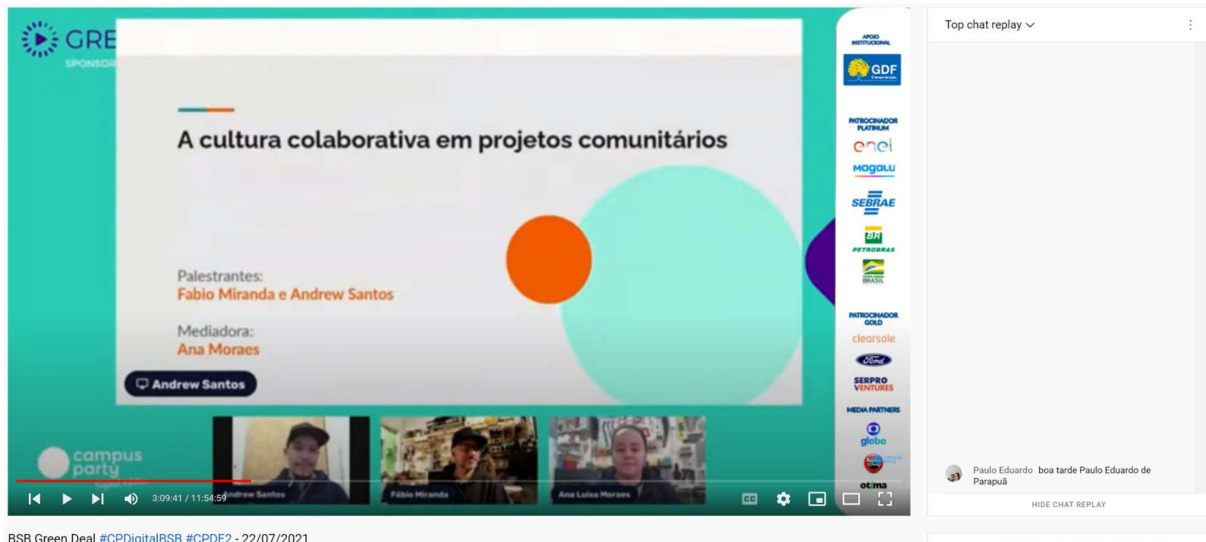 GRE
SPONSOR
A cultura colaborativa em projetos comunitários
Palestrantes:
Fabio Miranda e Andrew Santos
Mediadora:
Ana Moraes
Andrew Santos
campus
party
Andrew Santos
Fábio Miranda
Ana Luisa Moraes
3:09:41 / 11:54:59
CC
APOIO
INSTITUCIONAL
GDF
PATROCINADOR
PLATINUM
enel
MAGALU
SEBRAE
BR
PETROBRAS
BRASIL
PATROCINADOR
GOLD
clearsale
Ford
SERPRO
VENTURES
MEDIA PARTNERS
globo
otima
BSB Green Deal #CPDigitalBSB #CPDF2 - 22/07/2021
Top chat replay
Paulo Eduardo boa tarde Paulo Eduardo de
Parapuã
HIDE CHAT REPLAY